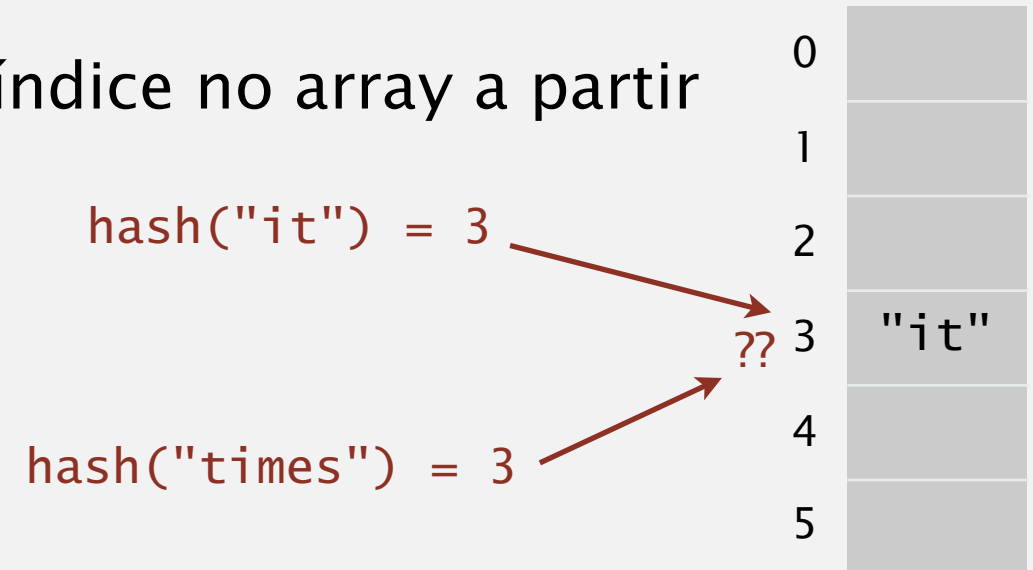 índice no array a partir
hash("it") = 3
hash("times") = 3
??
0
1
2
3 "it"
4
5